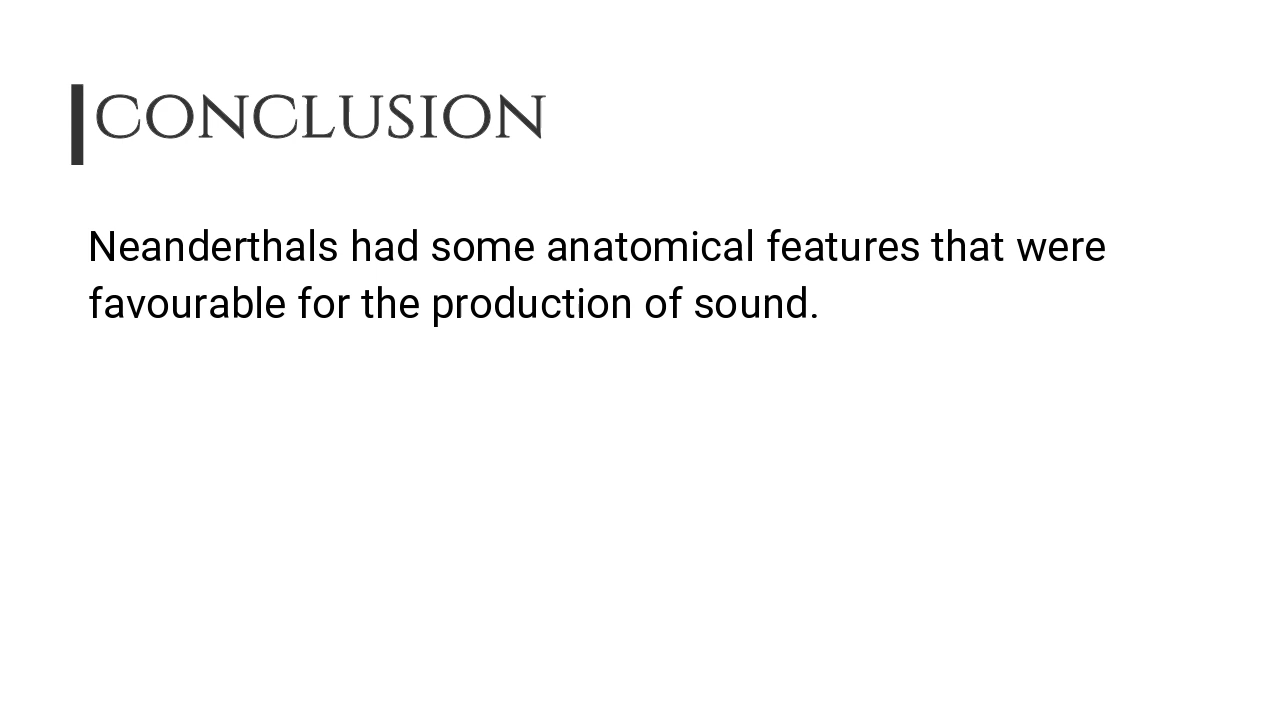 CONCLUSION
Neanderthals had some anatomical features that were
favourable for the production of sound.